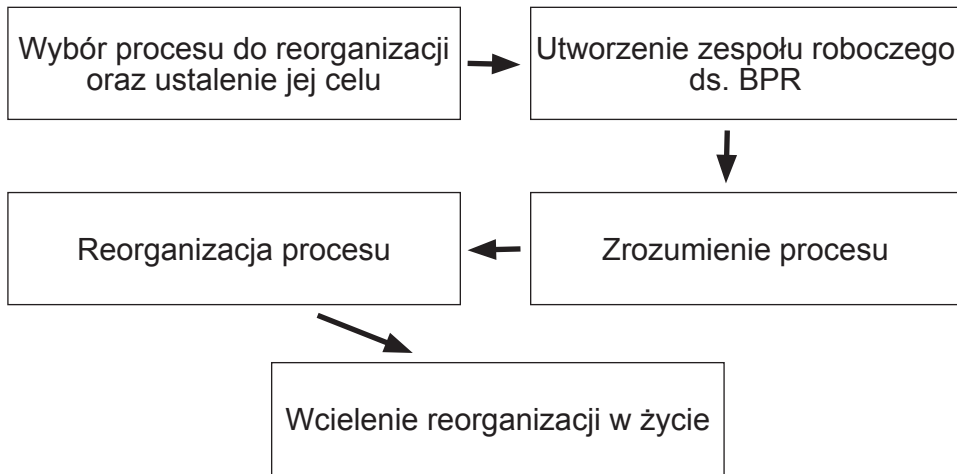 Wybór procesu do reorganizacji
oraz ustalenie jej celu
Utworzenie zespołu roboczego
ds. BPR
Zrozumienie procesu
Reorganizacja procesu
Wcielenie reorganizacji w życie